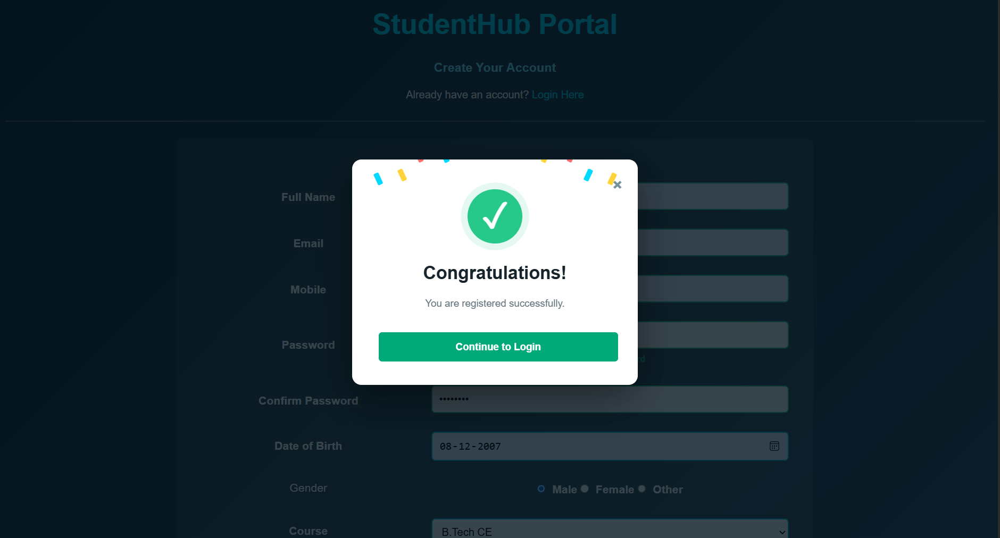 StudentHub Portal
Create Your Account
Already have an account? Login Here
Congratulations!
You are registered successfully.
Continue to Login
Full Name
Email
Mobile
Password
Confirm Password
••••••••
Date of Birth
08-12-2007
Gender
Male Female Other
Course
B.Tech CE